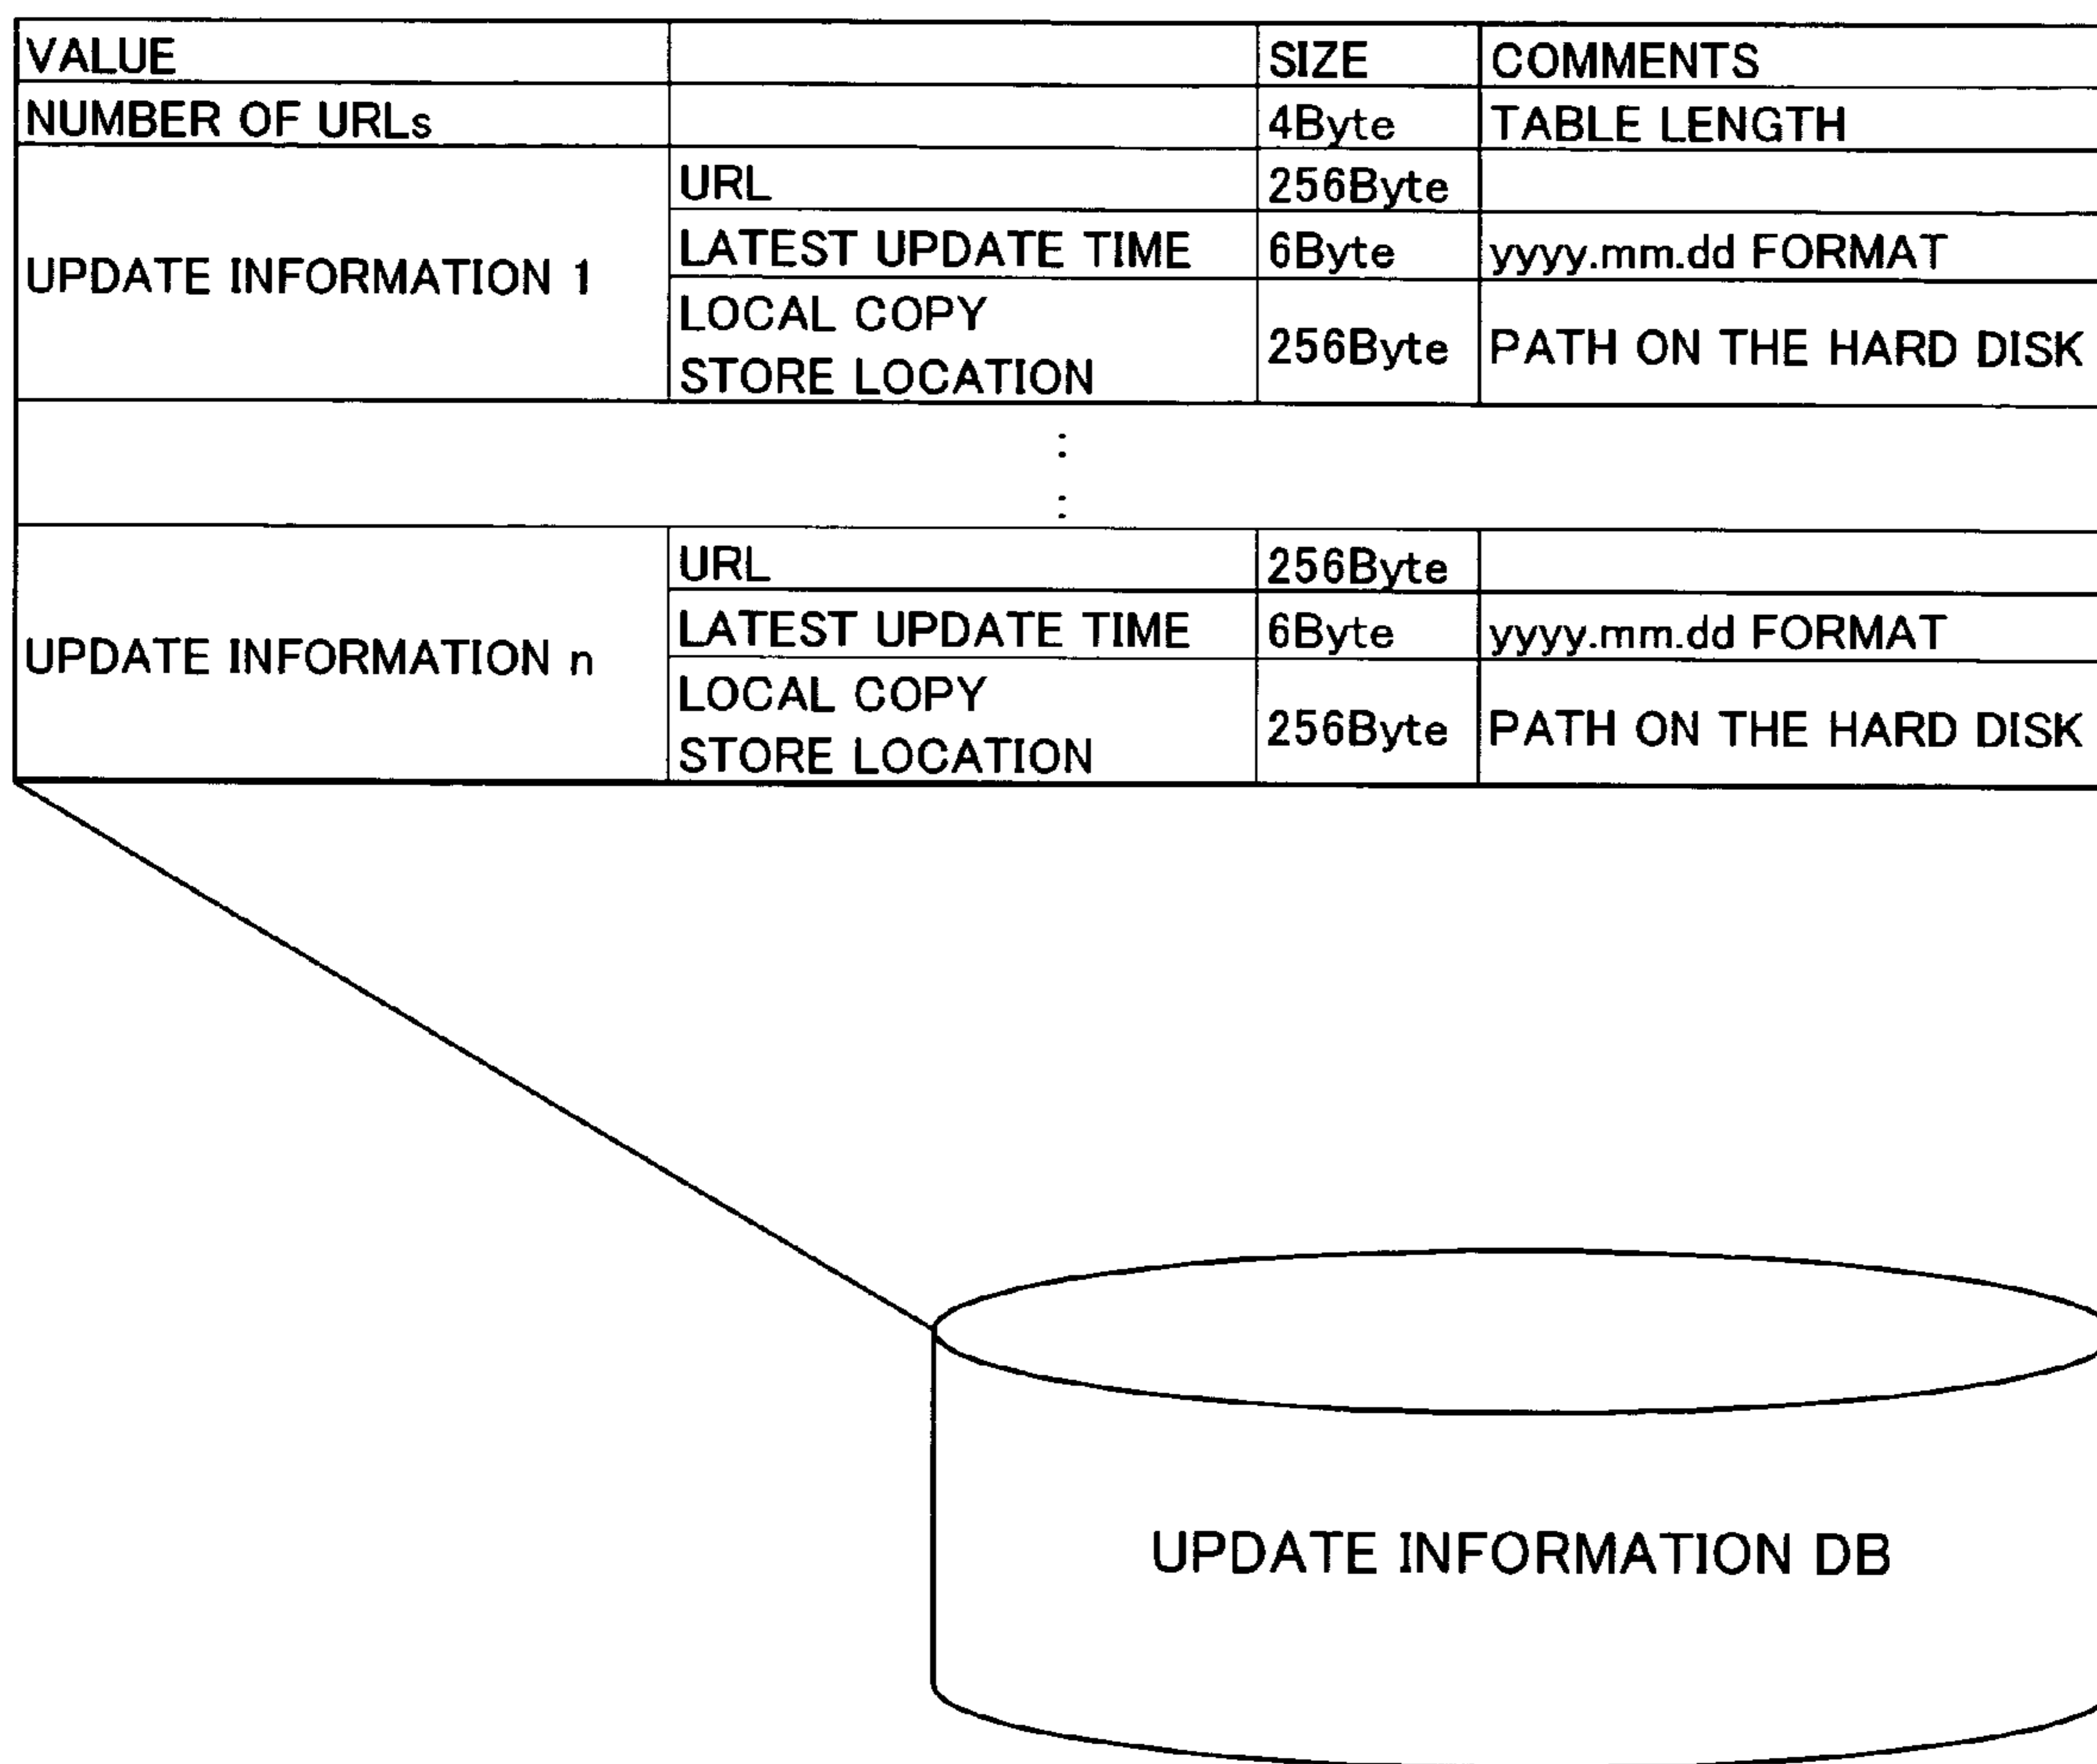 VALUE SIZE COMMENTS
NUMBER OF URLs 4Byte TABLE LENGTH
UPDATE INFORMATION 1
URL 256Byte
LATEST UPDATE TIME 6Byte yyyy.mm.dd FORMAT
LOCAL COPY
STORE LOCATION
256Byte PATH ON THE HARD DISK
:
:
UPDATE INFORMATION n
URL 256Byte
LATEST UPDATE TIME 6Byte yyyy.mm.dd FORMAT
LOCAL COPY
STORE LOCATION
256Byte PATH ON THE HARD DISK
UPDATE INFORMATION DB